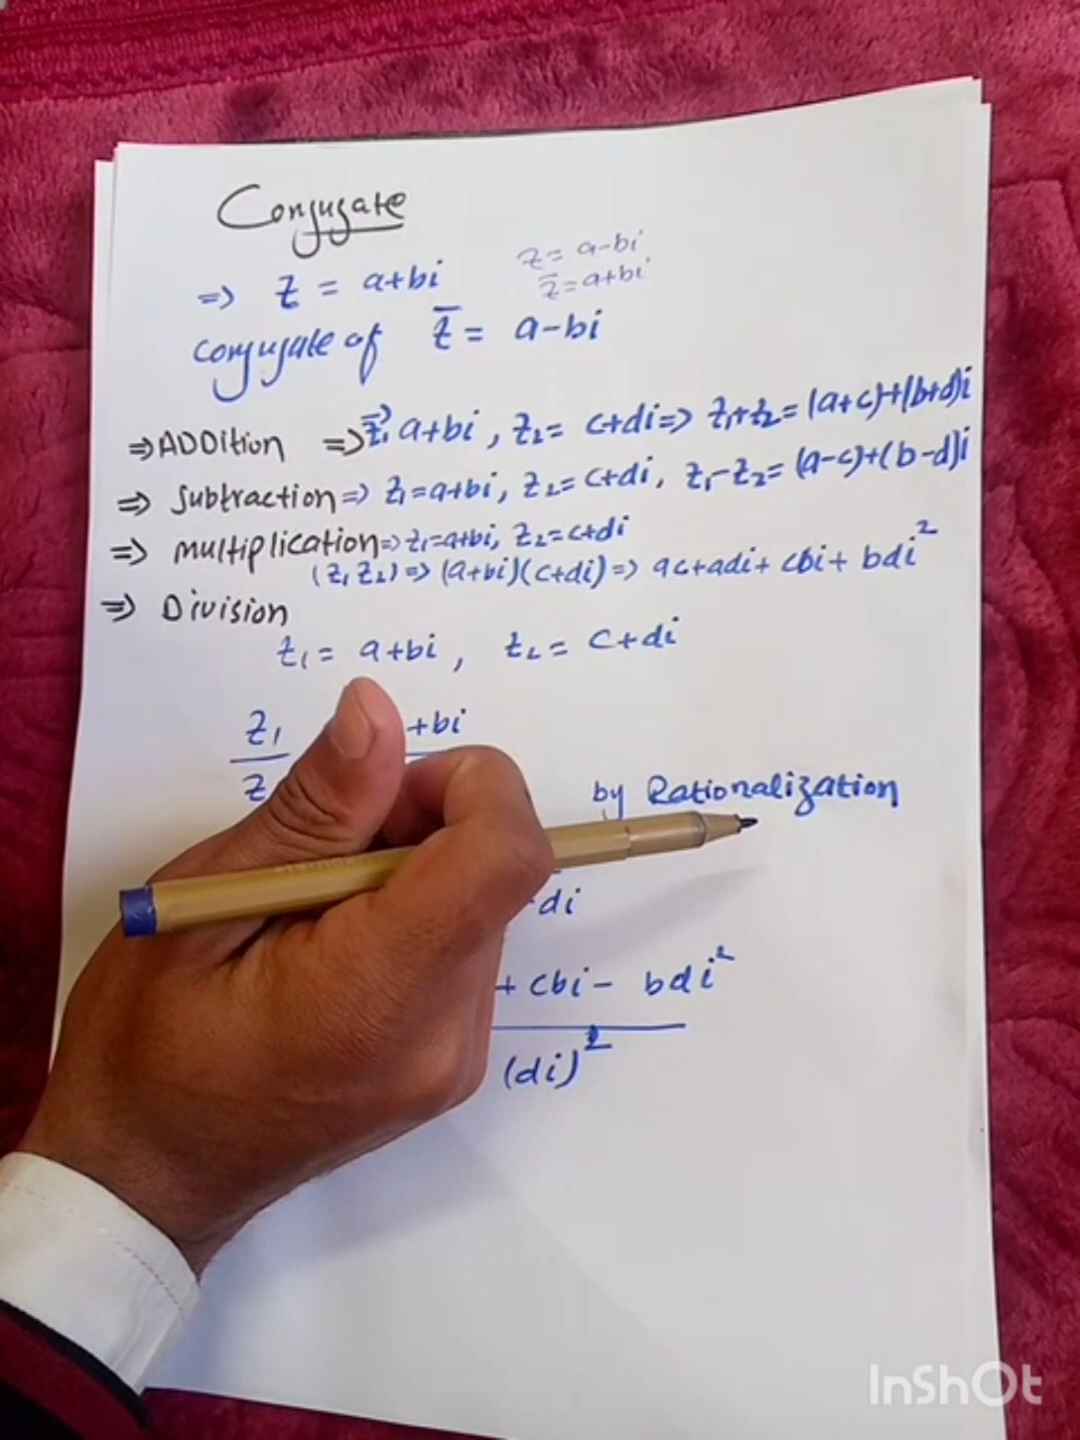 Conjugate
z = a-bi
z̄ = a+bi
=> z = a+bi
conjugate of z̄ = a-bi
=> ADDition => z₁ a+bi, z₂ = c+di => z₁+z₂ = (a+c)+(b+d)i
=> Subtraction => z₁=a+bi, z₂=c+di, z₁-z₂ = (a-c)+(b-d)i
=> multiplication => z₁=a+bi, z₂=c+di
(z₁ z₂) => (a+bi)(c+di) => ac+adi+cbi+bdi²
=> Division
z₁ = a+bi, z₂ = c+di
z₁ +bi
z
by Rationalization
di
+ cbi - bdi²
(di)²
InShOt